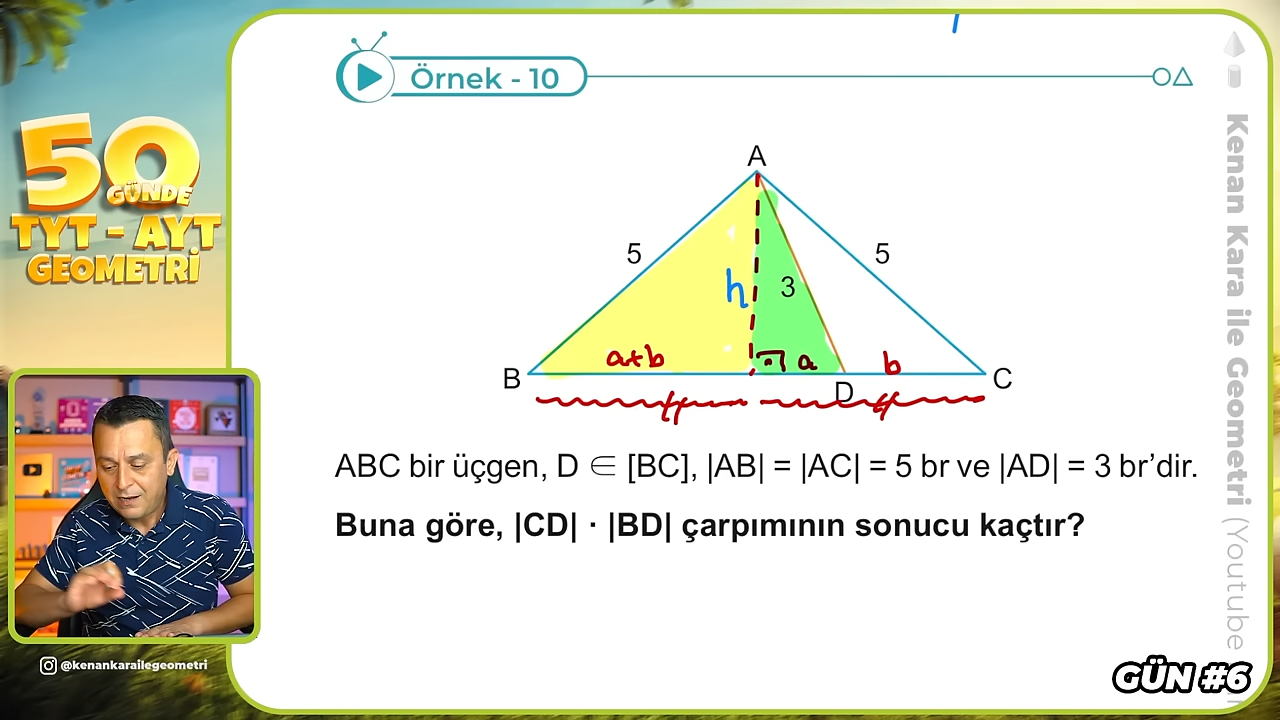 50
GÜNDE
TYT - AYT
GEOMETRİ
Örnek - 10
A
5
5
h
3
a+b
a
b
B
D
C
ABC bir üçgen, D ∈ [BC], |AB| = |AC| = 5 br ve |AD| = 3 br’dir.
Buna göre, |CD| · |BD| çarpımının sonucu kaçtır?
Kenan Kara ile Geometri (Youtube
@kenankarailegeometri
GÜN #6